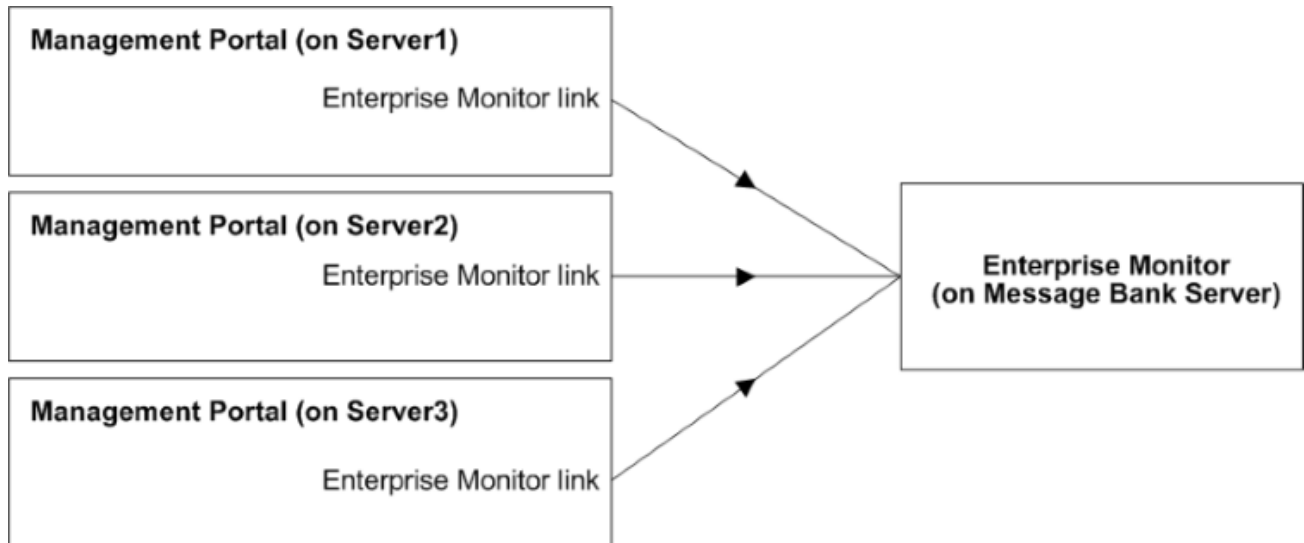 Management Portal (on Server1)
Enterprise Monitor link
Management Portal (on Server2)
Enterprise Monitor link
Management Portal (on Server3)
Enterprise Monitor link
Enterprise Monitor
(on Message Bank Server)